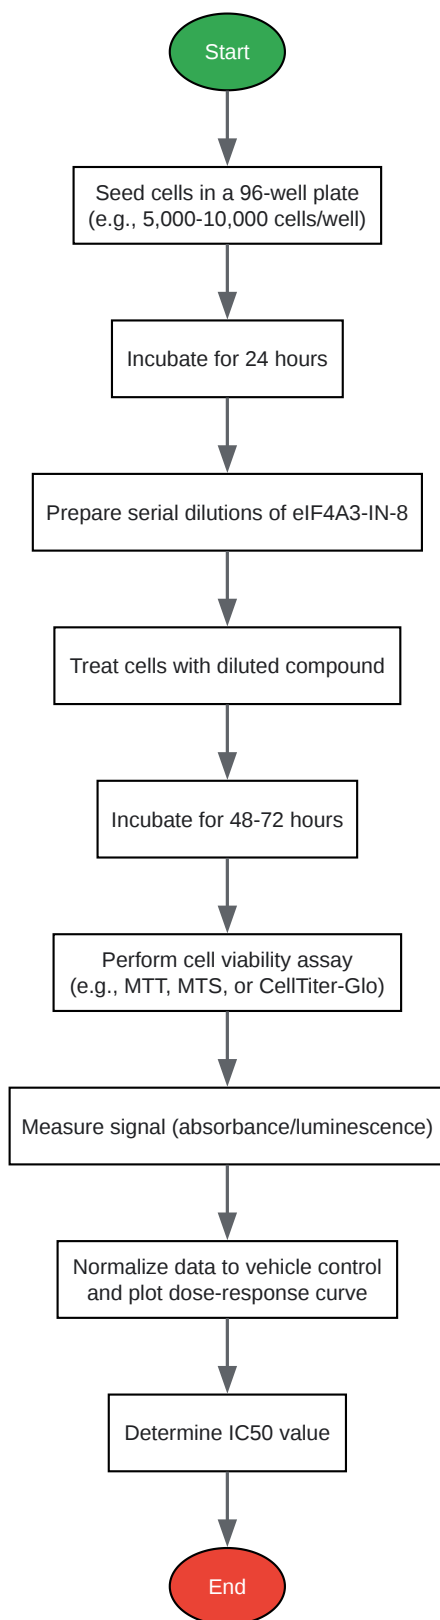 Start
Seed cells in a 96-well plate
(e.g., 5,000-10,000 cells/well)
Incubate for 24 hours
Prepare serial dilutions of eIF4A3-IN-8
Treat cells with diluted compound
Incubate for 48-72 hours
Perform cell viability assay
(e.g., MTT, MTS, or CellTiter-Glo)
Measure signal (absorbance/luminescence)
Normalize data to vehicle control
and plot dose-response curve
Determine IC50 value
End